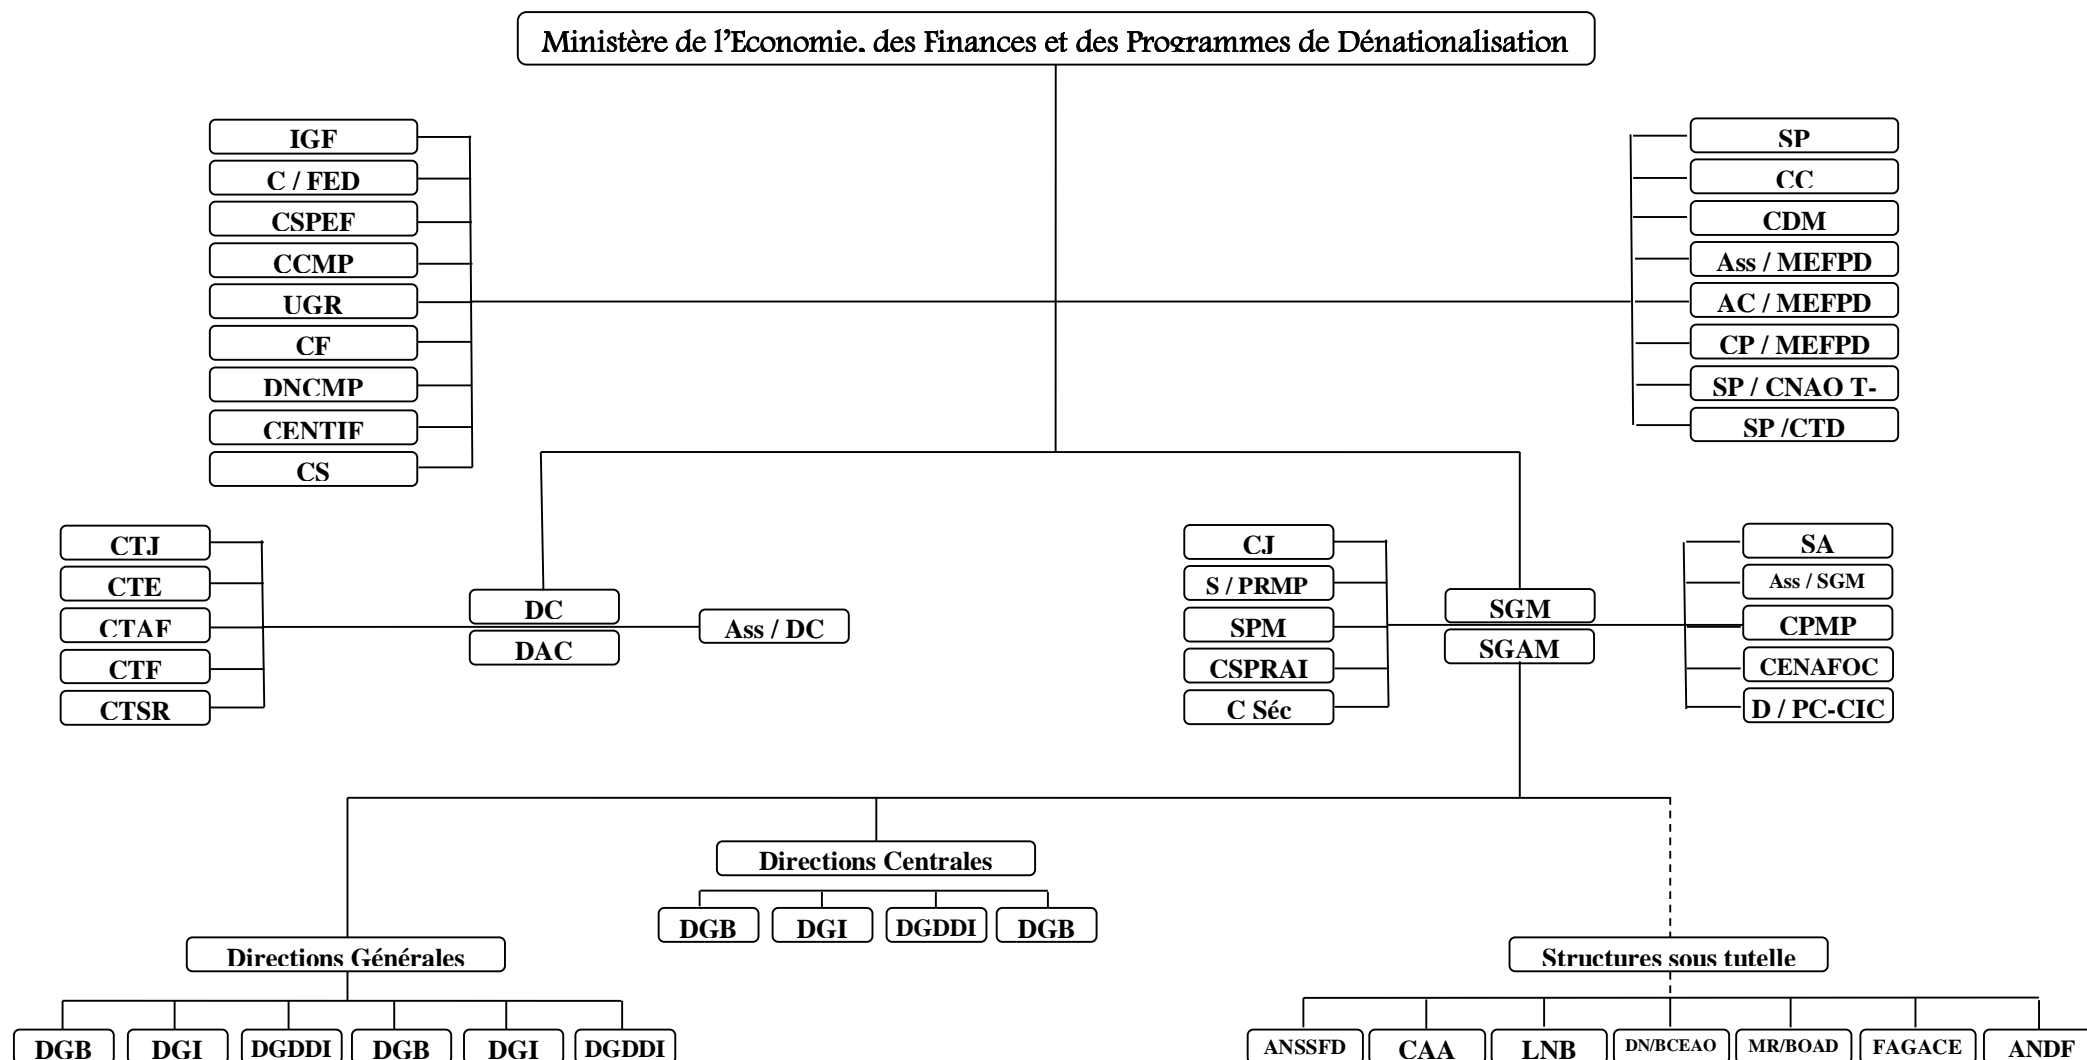 Ministère de l'Economie, des Finances et des Programmes de Dénationalisation
IGF
C / FED
CSPEF
CCMP
UGR
CF
DNCMP
CENTIF
CS
SP
CC
CDM
Ass / MEFPD
AC / MEFPD
CP / MEFPD
SP / CNAO T-
SP /CTD
CTJ
CTE
CTAF
CTF
CTSR
DC
DAC
Ass / DC
CJ
S / PRMP
SPM
CSPRAI
C Séc
SGM
SGAM
SA
Ass / SGM
CPMP
CENAFOC
D / PC-CIC
Directions Centrales
DGB DGI DGDDI DGB
Directions Générales
DGB DGI DGDDI DGB DGI DGDDI
Structures sous tutelle
ANSSFD CAA LNB DN/BCEAO MR/BOAD FAGACE ANDF